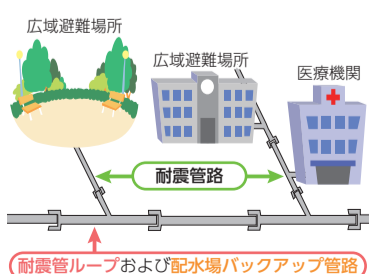 広域避難場所
広域避難場所
医療機関
耐震管路
耐震管ループおよび配水場バックアップ管路